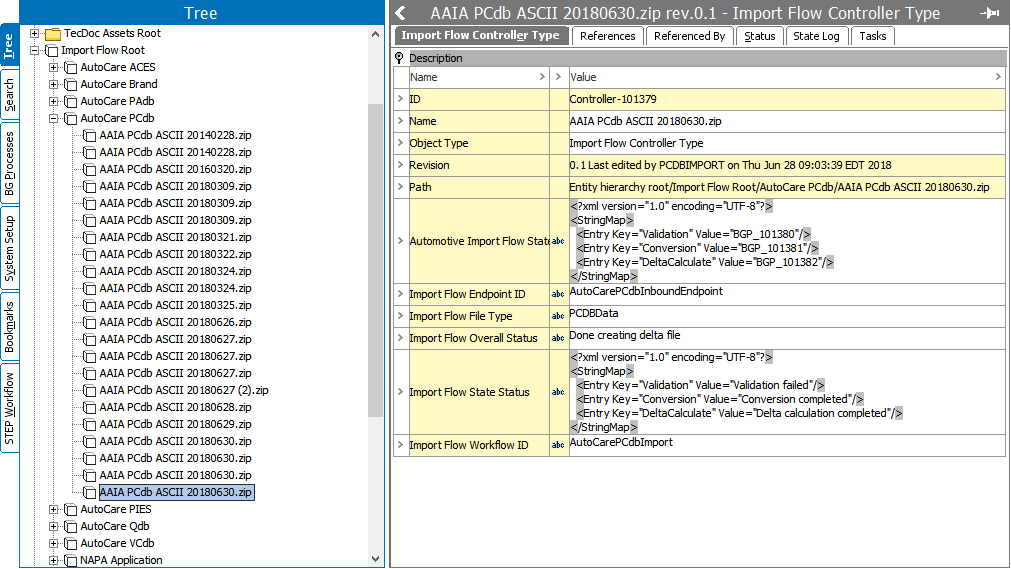 Tree
TecDoc Assets Root
Import Flow Root
AutoCare ACES
AutoCare Brand
AutoCare PAdb
AutoCare PCdb
AAIA PCdb ASCII 20140228.zip
AAIA PCdb ASCII 20140228.zip
AAIA PCdb ASCII 20160320.zip
AAIA PCdb ASCII 20180309.zip
AAIA PCdb ASCII 20180309.zip
AAIA PCdb ASCII 20180309.zip
AAIA PCdb ASCII 20180321.zip
AAIA PCdb ASCII 20180322.zip
AAIA PCdb ASCII 20180324.zip
AAIA PCdb ASCII 20180324.zip
AAIA PCdb ASCII 20180325.zip
AAIA PCdb ASCII 20180626.zip
AAIA PCdb ASCII 20180627.zip
AAIA PCdb ASCII 20180627.zip
AAIA PCdb ASCII 20180627.zip
AAIA PCdb ASCII 20180627 (2).zip
AAIA PCdb ASCII 20180628.zip
AAIA PCdb ASCII 20180629.zip
AAIA PCdb ASCII 20180630.zip
AAIA PCdb ASCII 20180630.zip
AAIA PCdb ASCII 20180630.zip
AAIA PCdb ASCII 20180630.zip
AutoCare PIES
AutoCare Qdb
AutoCare VCdb
NAPA Application
Tree
Search
BG Processes
System Setup
Bookmarks
STEP Workflow
AAIA PCdb ASCII 20180630.zip rev.0.1 - Import Flow Controller Type
Import Flow Controller Type References Referenced By Status State Log Tasks
Description
Name > > Value >
> ID Controller-101379
> Name AAIA PCdb ASCII 20180630.zip
> Object Type Import Flow Controller Type
> Revision 0.1 Last edited by PCDBIMPORT on Thu Jun 28 09:03:39 EDT 2018
> Path Entity hierarchy root/Import Flow Root/AutoCare PCdb/AAIA PCdb ASCII 20180630.zip
> Automotive Import Flow State abc
<?xml version="1.0" encoding="UTF-8"?>
<StringMap>
<Entry Key="Validation" Value="BGP_101380"/>
<Entry Key="Conversion" Value="BGP_101381"/>
<Entry Key="DeltaCalculate" Value="BGP_101382"/>
</StringMap>
> Import Flow Endpoint ID abc AutoCarePCdbInboundEndpoint
> Import Flow File Type abc PCDBData
> Import Flow Overall Status abc Done creating delta file
> Import Flow State Status abc
<?xml version="1.0" encoding="UTF-8"?>
<StringMap>
<Entry Key="Validation" Value="Validation failed"/>
<Entry Key="Conversion" Value="Conversion completed"/>
<Entry Key="DeltaCalculate" Value="Delta calculation completed"/>
</StringMap>
> Import Flow Workflow ID abc AutoCarePCdbImport